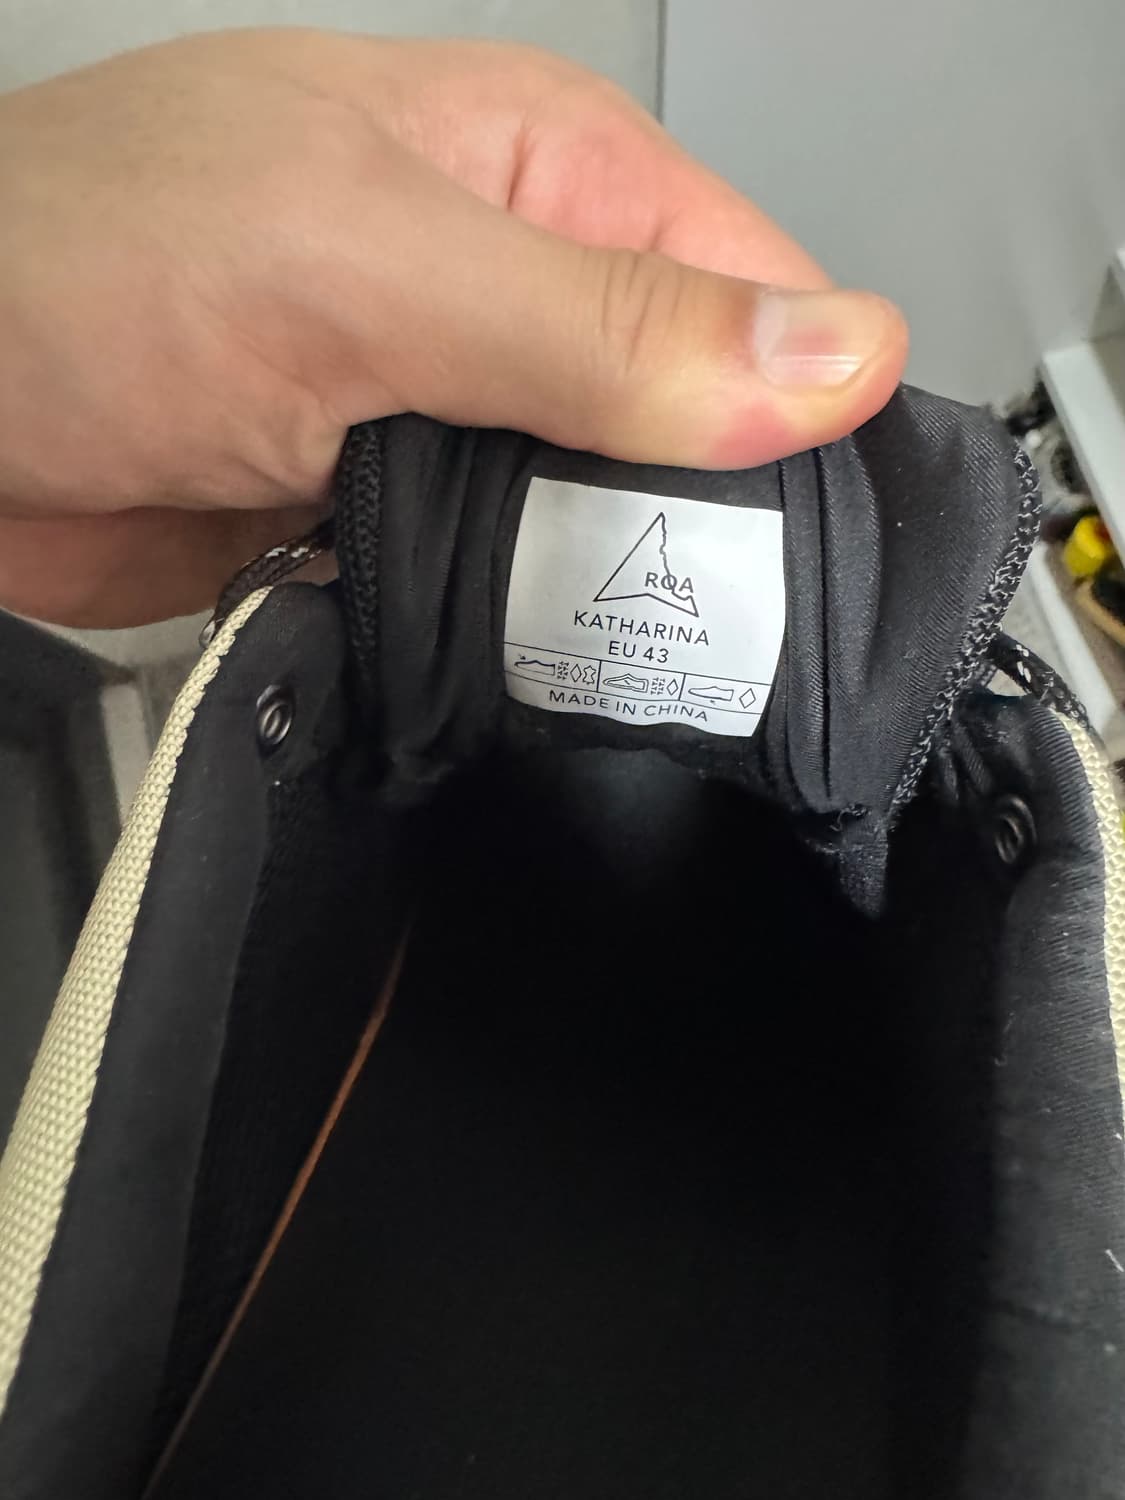 ROA
KATHARINA
EU 43
MADE IN CHINA